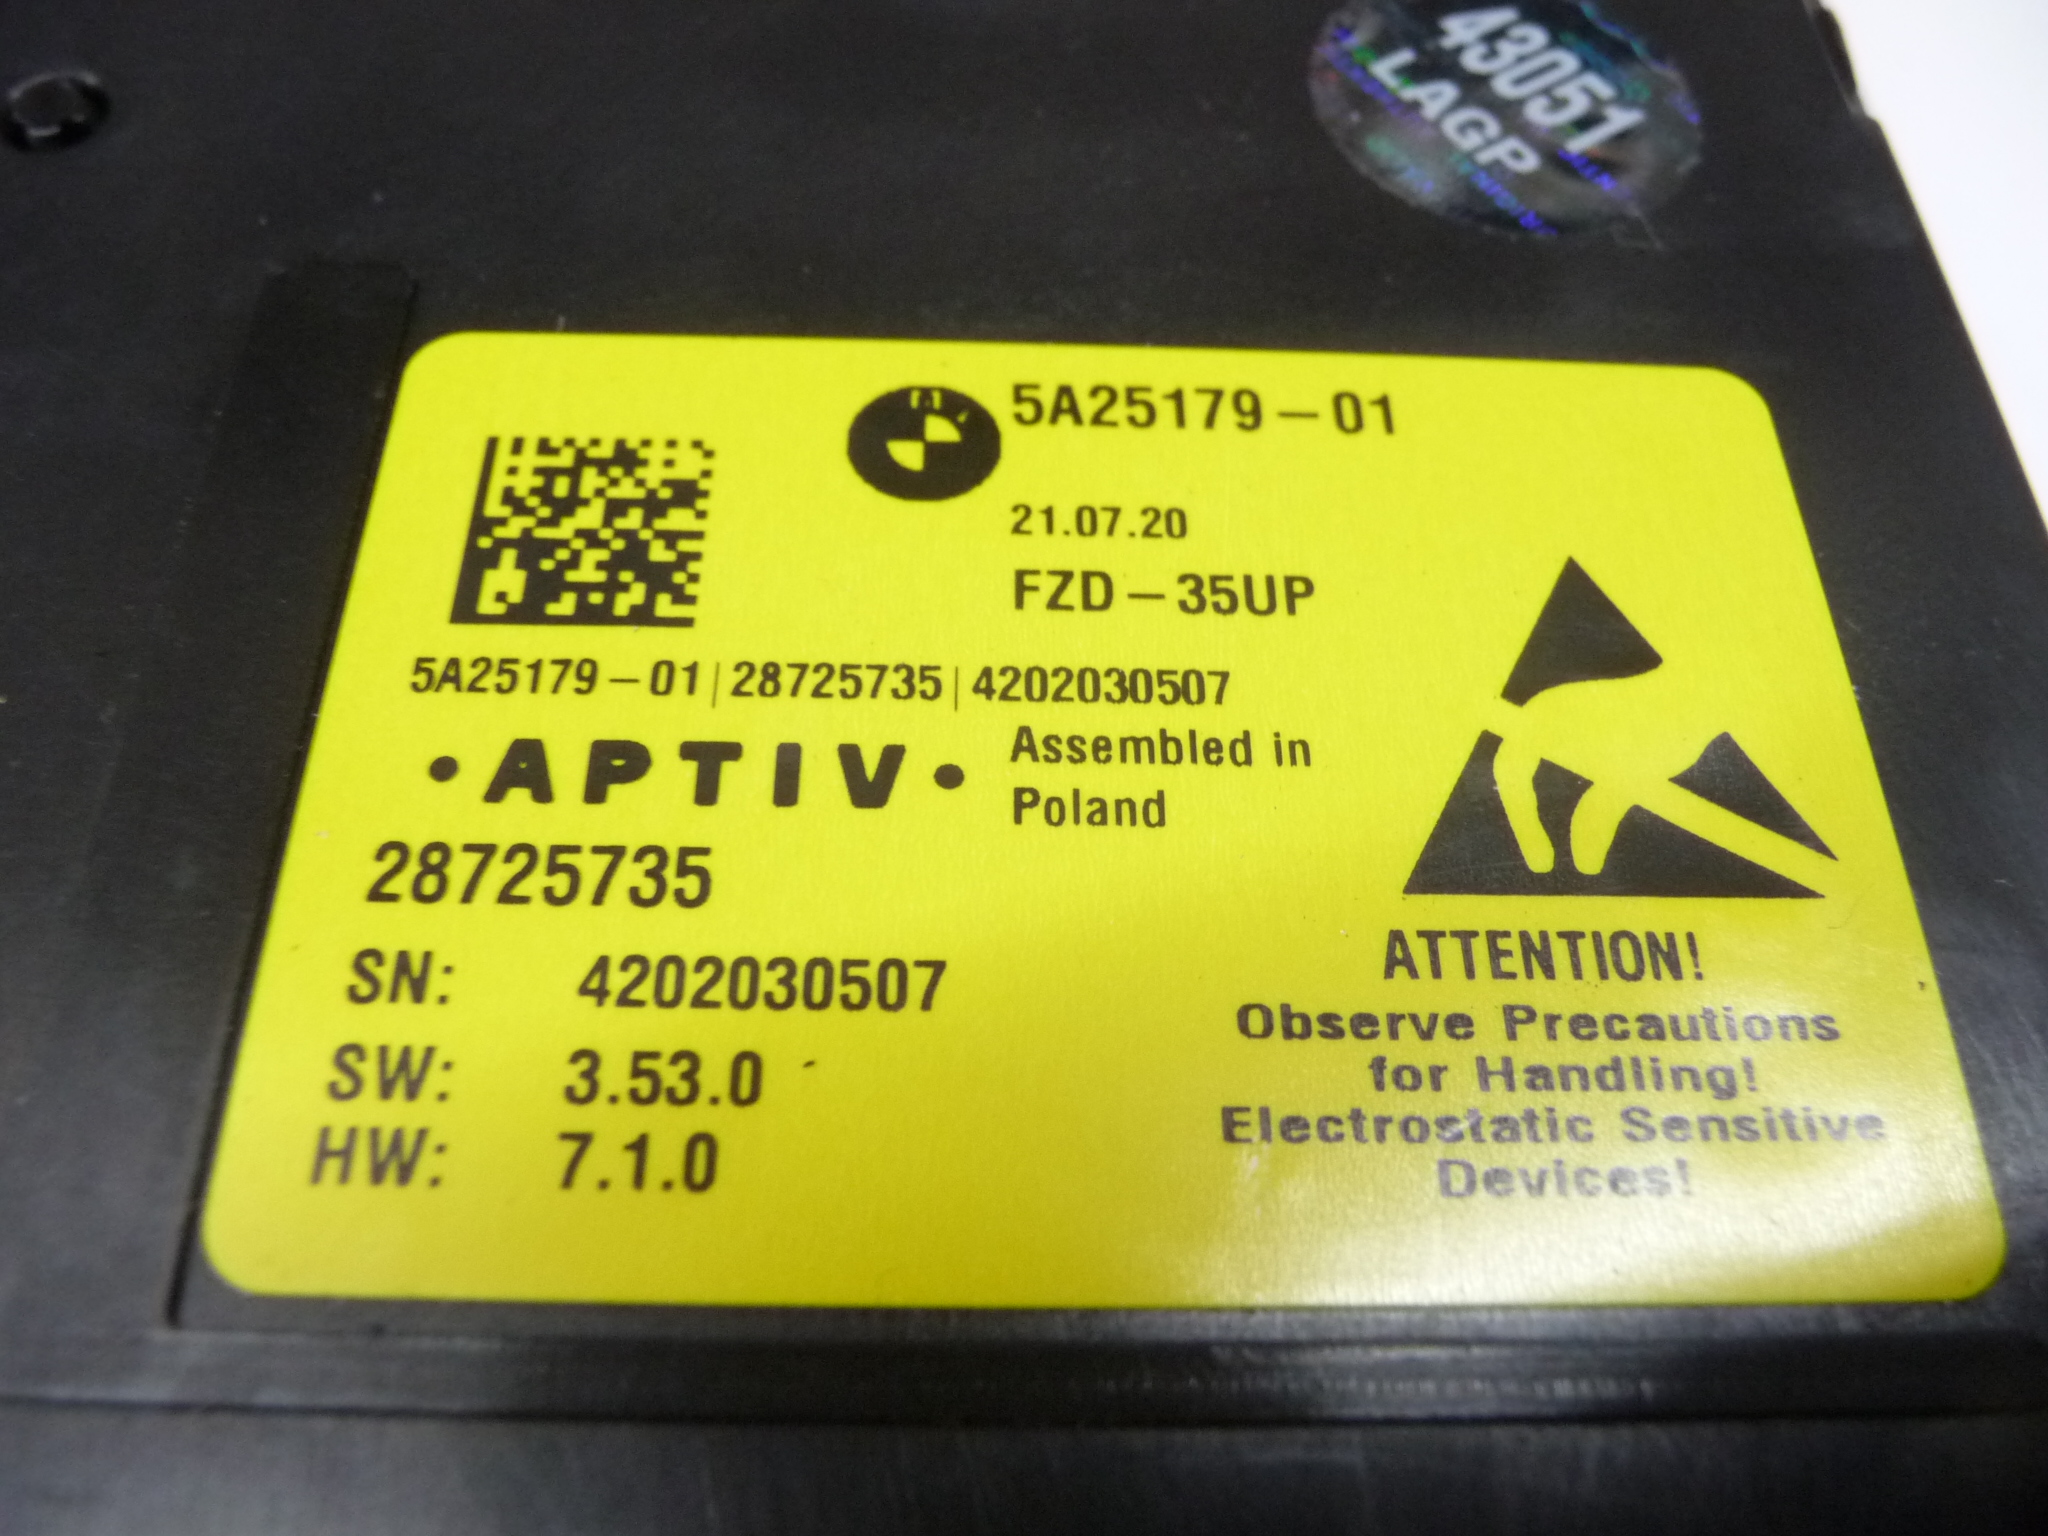 43051
LAGP
5A25179-01
21.07.20
FZD-35UP
5A25179-01|28725735|4202030507
•APTIV•
Assembled in
Poland
28725735
SN: 4202030507
SW: 3.53.0
HW: 7.1.0
ATTENTION!
Observe Precautions
for Handling!
Electrostatic Sensitive
Devices!